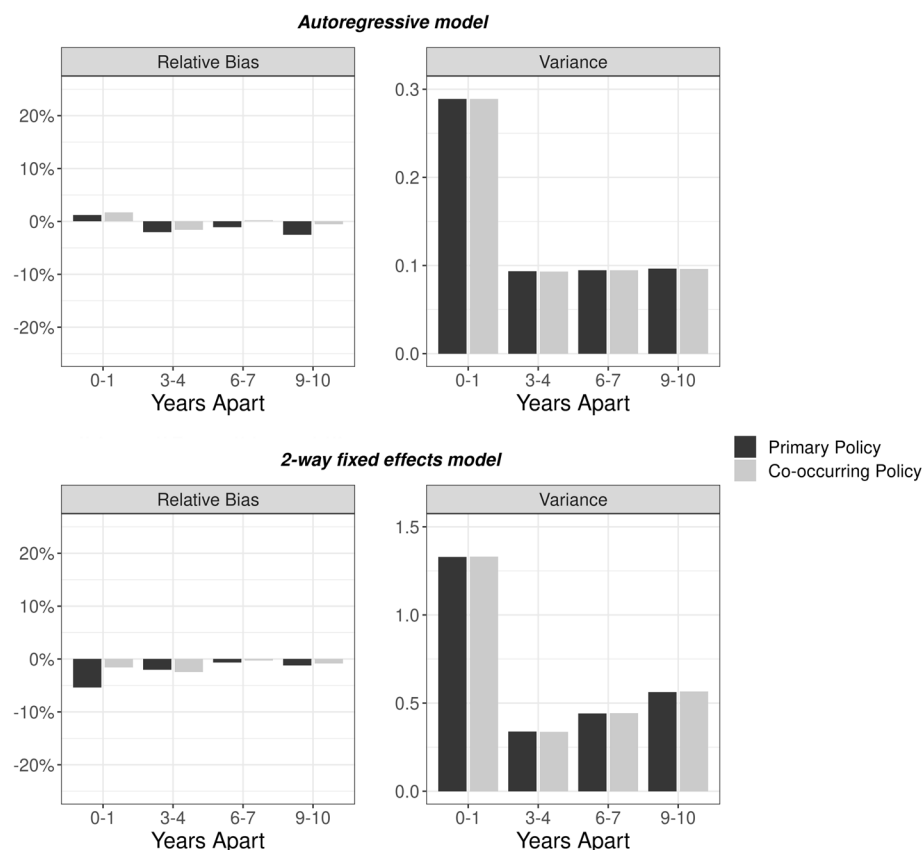 Autoregressive model
Relative Bias
20%
10%
0%
-10%
-20%
0-1 3-4 6-7 9-10
Years Apart
Variance
0.3
0.2
0.1
0.0
0-1 3-4 6-7 9-10
Years Apart
2-way fixed effects model
Relative Bias
20%
10%
0%
-10%
-20%
0-1 3-4 6-7 9-10
Years Apart
Variance
1.5
1.0
0.5
0.0
0-1 3-4 6-7 9-10
Years Apart
Primary Policy
Co-occurring Policy